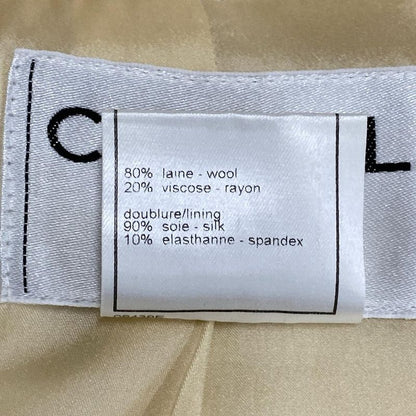 C L
80% laine - wool
20% viscose - rayon
doublure/lining
90% soie - silk
10% elasthanne - spandex